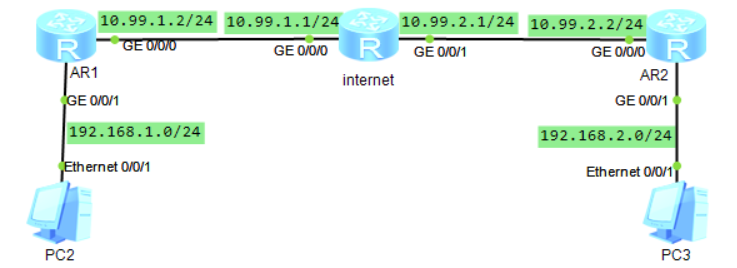 10.99.1.2/24
10.99.1.1/24
10.99.2.1/24
10.99.2.2/24
R
R
R
GE 0/0/0
GE 0/0/0
GE 0/0/1
GE 0/0/0
AR1
internet
AR2
GE 0/0/1
GE 0/0/1
192.168.1.0/24
192.168.2.0/24
Ethernet 0/0/1
Ethernet 0/0/1
PC2
PC3